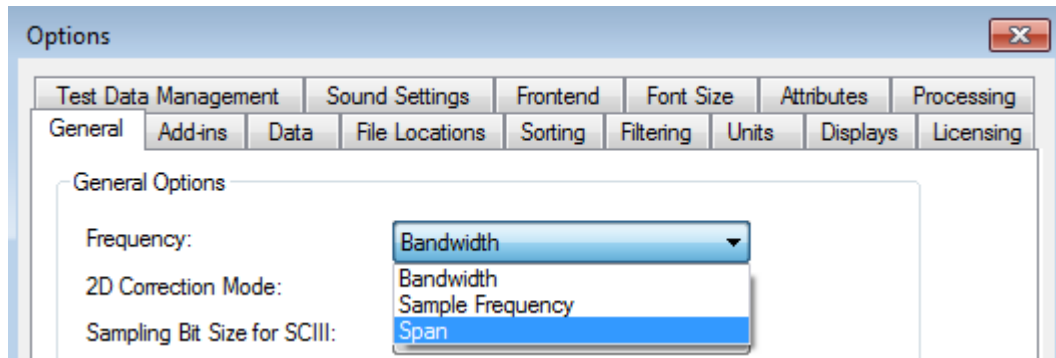 Options
Test Data Management Sound Settings Frontend Font Size Attributes Processing
General Add-ins Data File Locations Sorting Filtering Units Displays Licensing
General Options
Frequency: Bandwidth
Bandwidth
2D Correction Mode:
Sample Frequency
Span
Sampling Bit Size for SCIII: